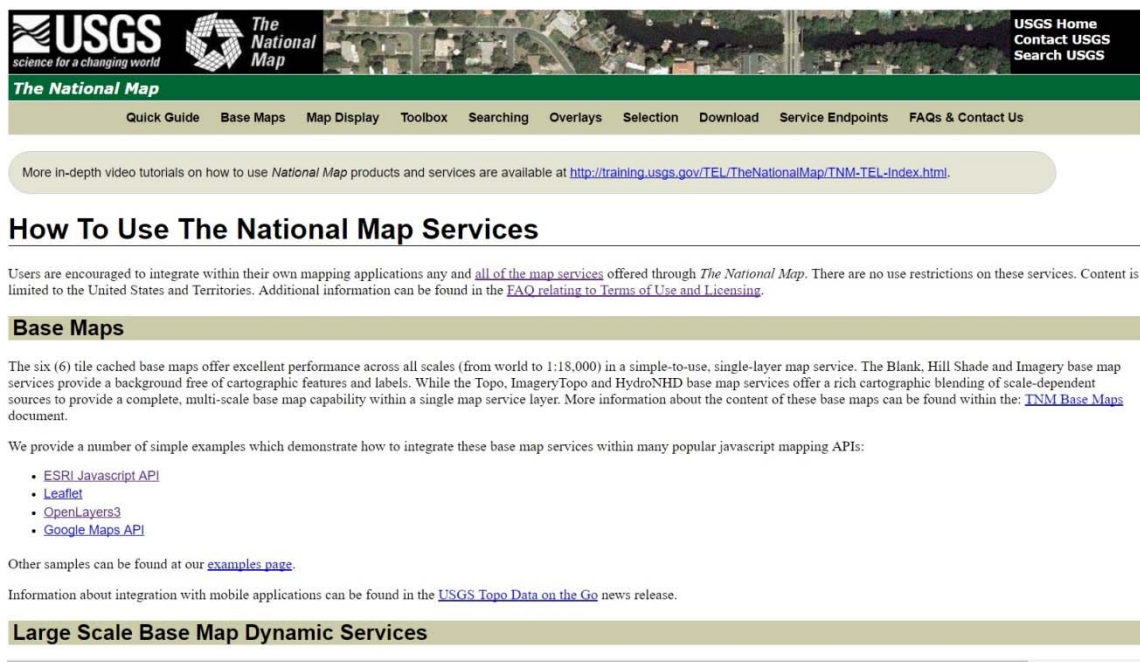 USGS
science for a changing world
The
National
Map
USGS Home
Contact USGS
Search USGS
The National Map
Quick Guide Base Maps Map Display Toolbox Searching Overlays Selection Download Service Endpoints FAQs & Contact Us
More in-depth video tutorials on how to use National Map products and services are available at http://training.usgs.gov/TEL/TheNationalMap/TNM-TEL-Index.html.
How To Use The National Map Services
Users are encouraged to integrate within their own mapping applications any and all of the map services offered through The National Map. There are no use restrictions on these services. Content is
limited to the United States and Territories. Additional information can be found in the FAQ relating to Terms of Use and Licensing.
Base Maps
The six (6) tile cached base maps offer excellent performance across all scales (from world to 1:18,000) in a simple-to-use, single-layer map service. The Blank, Hill Shade and Imagery base map
services provide a background free of cartographic features and labels. While the Topo, ImageryTopo and HydroNHD base map services offer a rich cartographic blending of scale-dependent
sources to provide a complete, multi-scale base map capability within a single map service layer. More information about the content of these base maps can be found within the: TNM Base Maps
document.
We provide a number of simple examples which demonstrate how to integrate these base map services within many popular javascript mapping APIs:
• ESRI Javascript API
• Leaflet
• OpenLayers3
• Google Maps API
Other samples can be found at our examples page.
Information about integration with mobile applications can be found in the USGS Topo Data on the Go news release.
Large Scale Base Map Dynamic Services